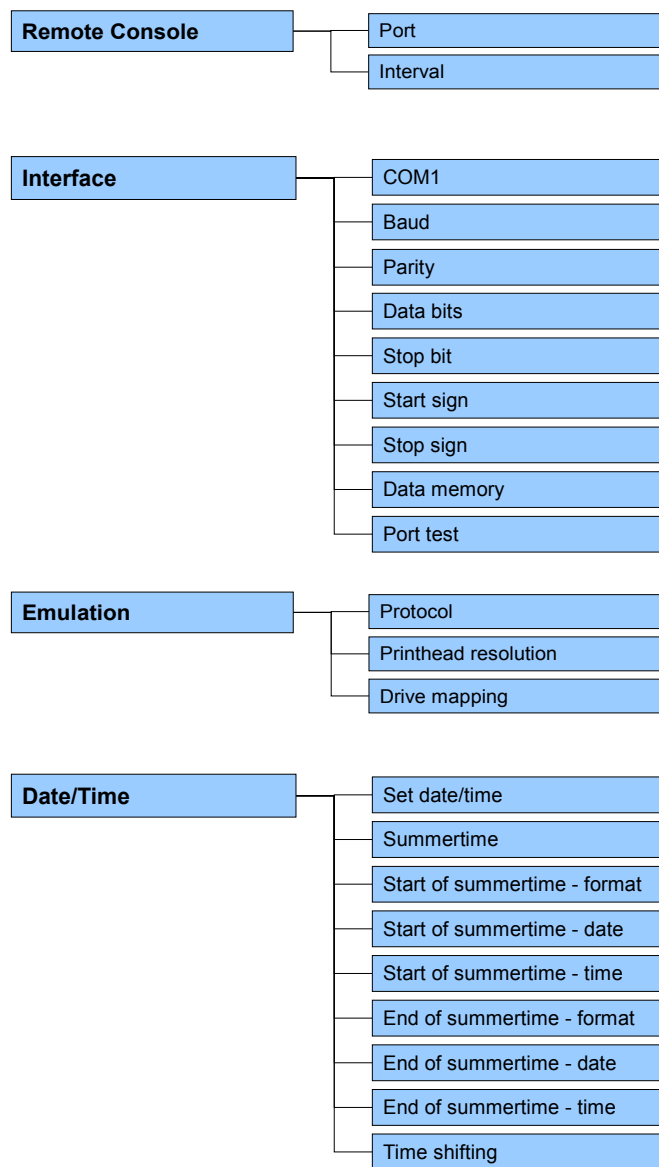 Remote Console
Port
Interval
Interface
COM1
Baud
Parity
Data bits
Stop bit
Start sign
Stop sign
Data memory
Port test
Emulation
Protocol
Printhead resolution
Drive mapping
Date/Time
Set date/time
Summertime
Start of summertime - format
Start of summertime - date
Start of summertime - time
End of summertime - format
End of summertime - date
End of summertime - time
Time shifting